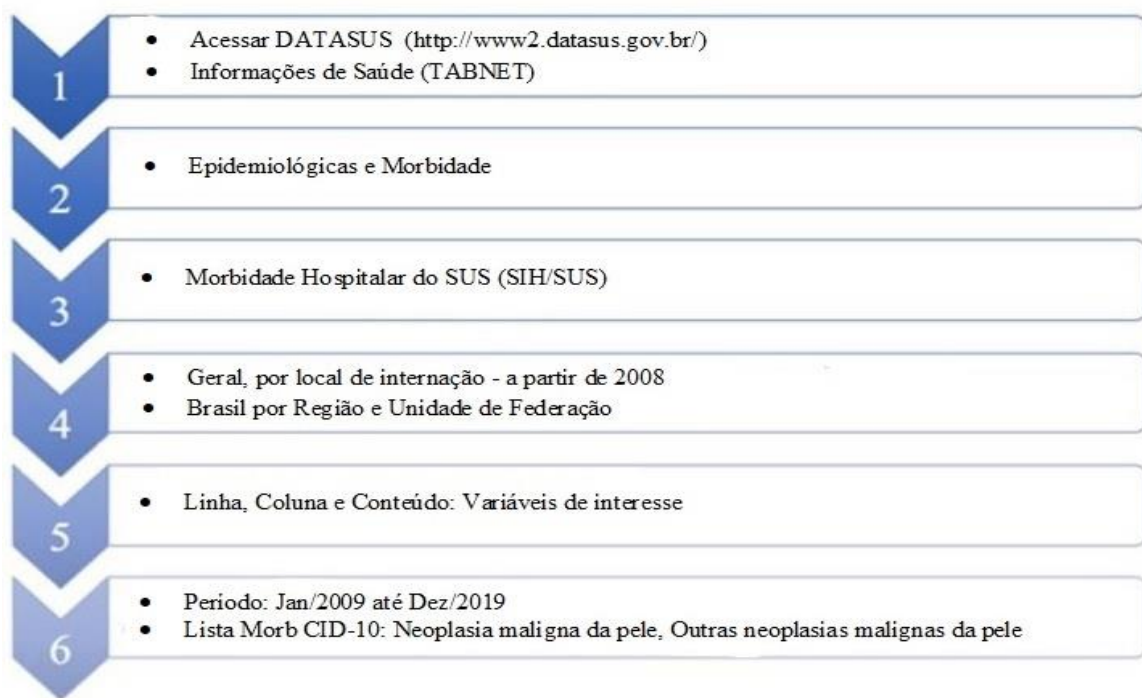 1
• Acessar DATASUS (http://www2.datasus.gov.br/)
• Informações de Saúde (TABNET)
2
• Epidemiológicas e Morbidade
3
• Morbidade Hospitalar do SUS (SIH/SUS)
4
• Geral, por local de internação - a partir de 2008
• Brasil por Região e Unidade de Federação
5
• Linha, Coluna e Conteúdo: Variáveis de interesse
6
• Período: Jan/2009 até Dez/2019
• Lista Morb CID-10: Neoplasia maligna da pele, Outras neoplasias malignas da pele